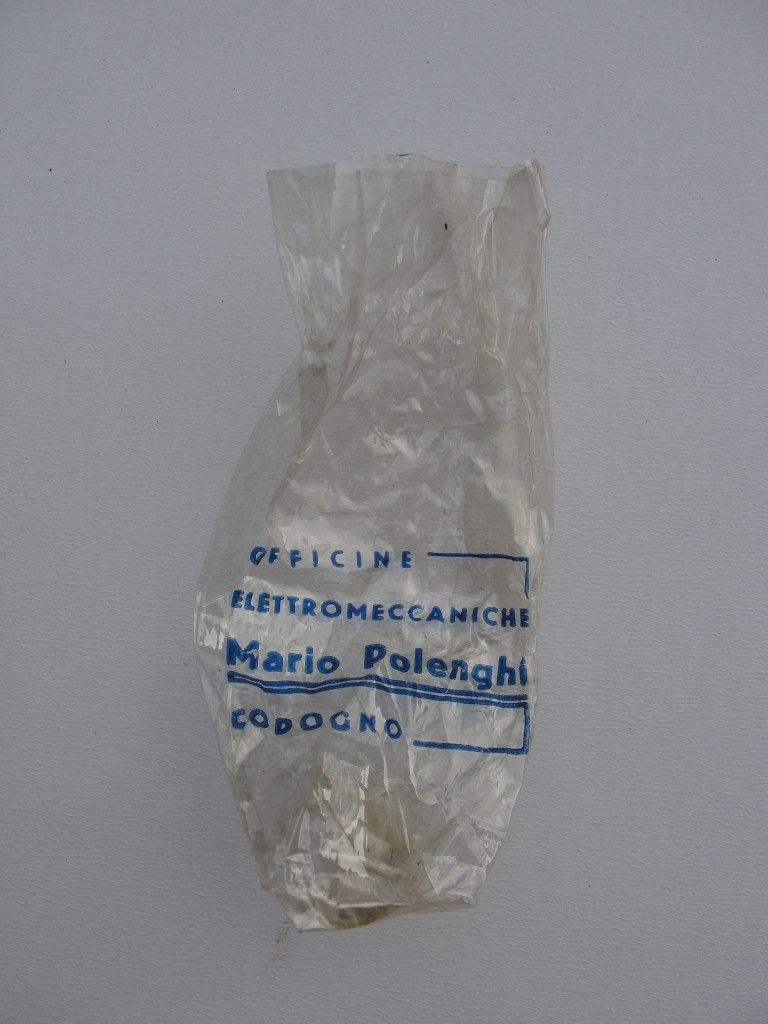 OFFICINE
ELETTROMECCANICHE
Mario Polenghi
CODOGNO